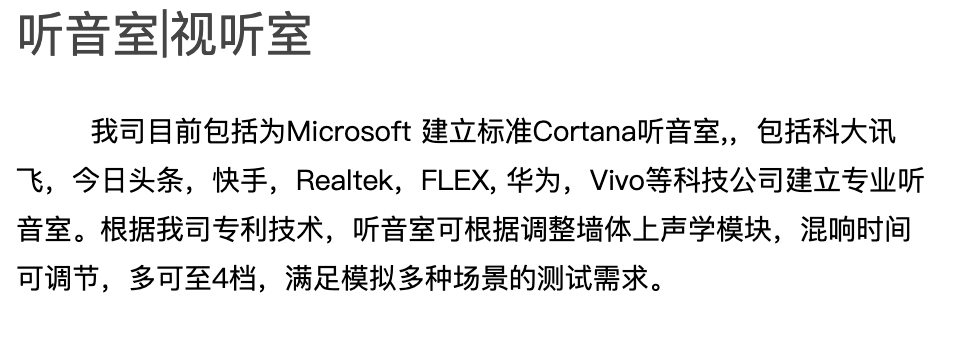 听音室|视听室
我司目前包括为Microsoft 建立标准Cortana听音室,，包括科大讯
飞，今日头条，快手，Realtek，FLEX, 华为，Vivo等科技公司建立专业听
音室。根据我司专利技术，听音室可根据调整墙体上声学模块，混响时间
可调节，多可至4档，满足模拟多种场景的测试需求。